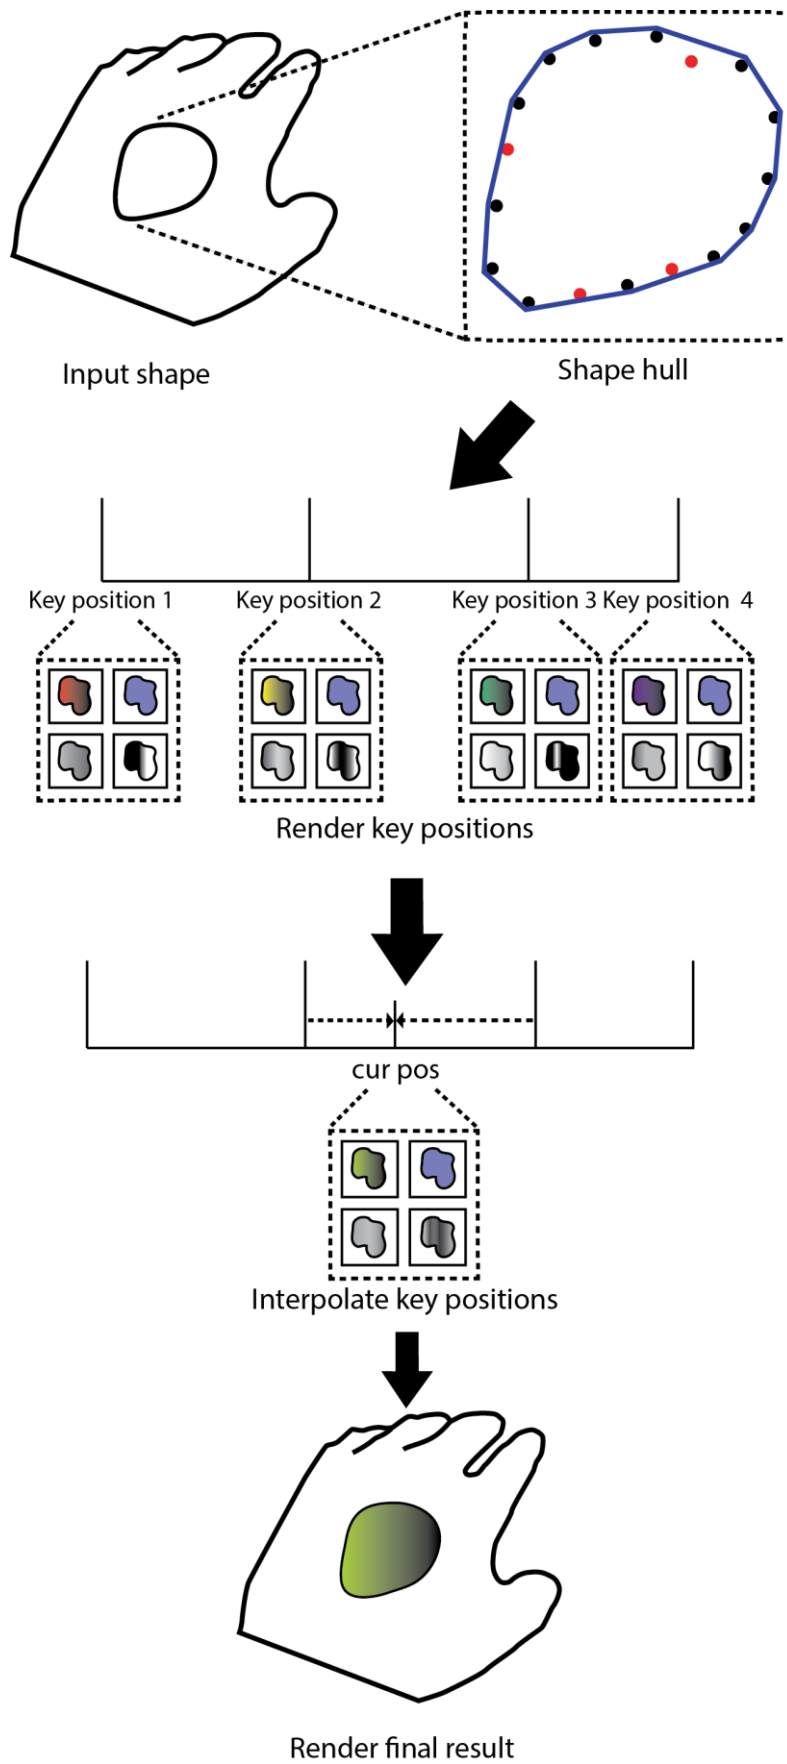 Input shape
Shape hull
Key position 1
Key position 2
Key position 3
Key position 4
Render key positions
cur pos
Interpolate key positions
Render final result